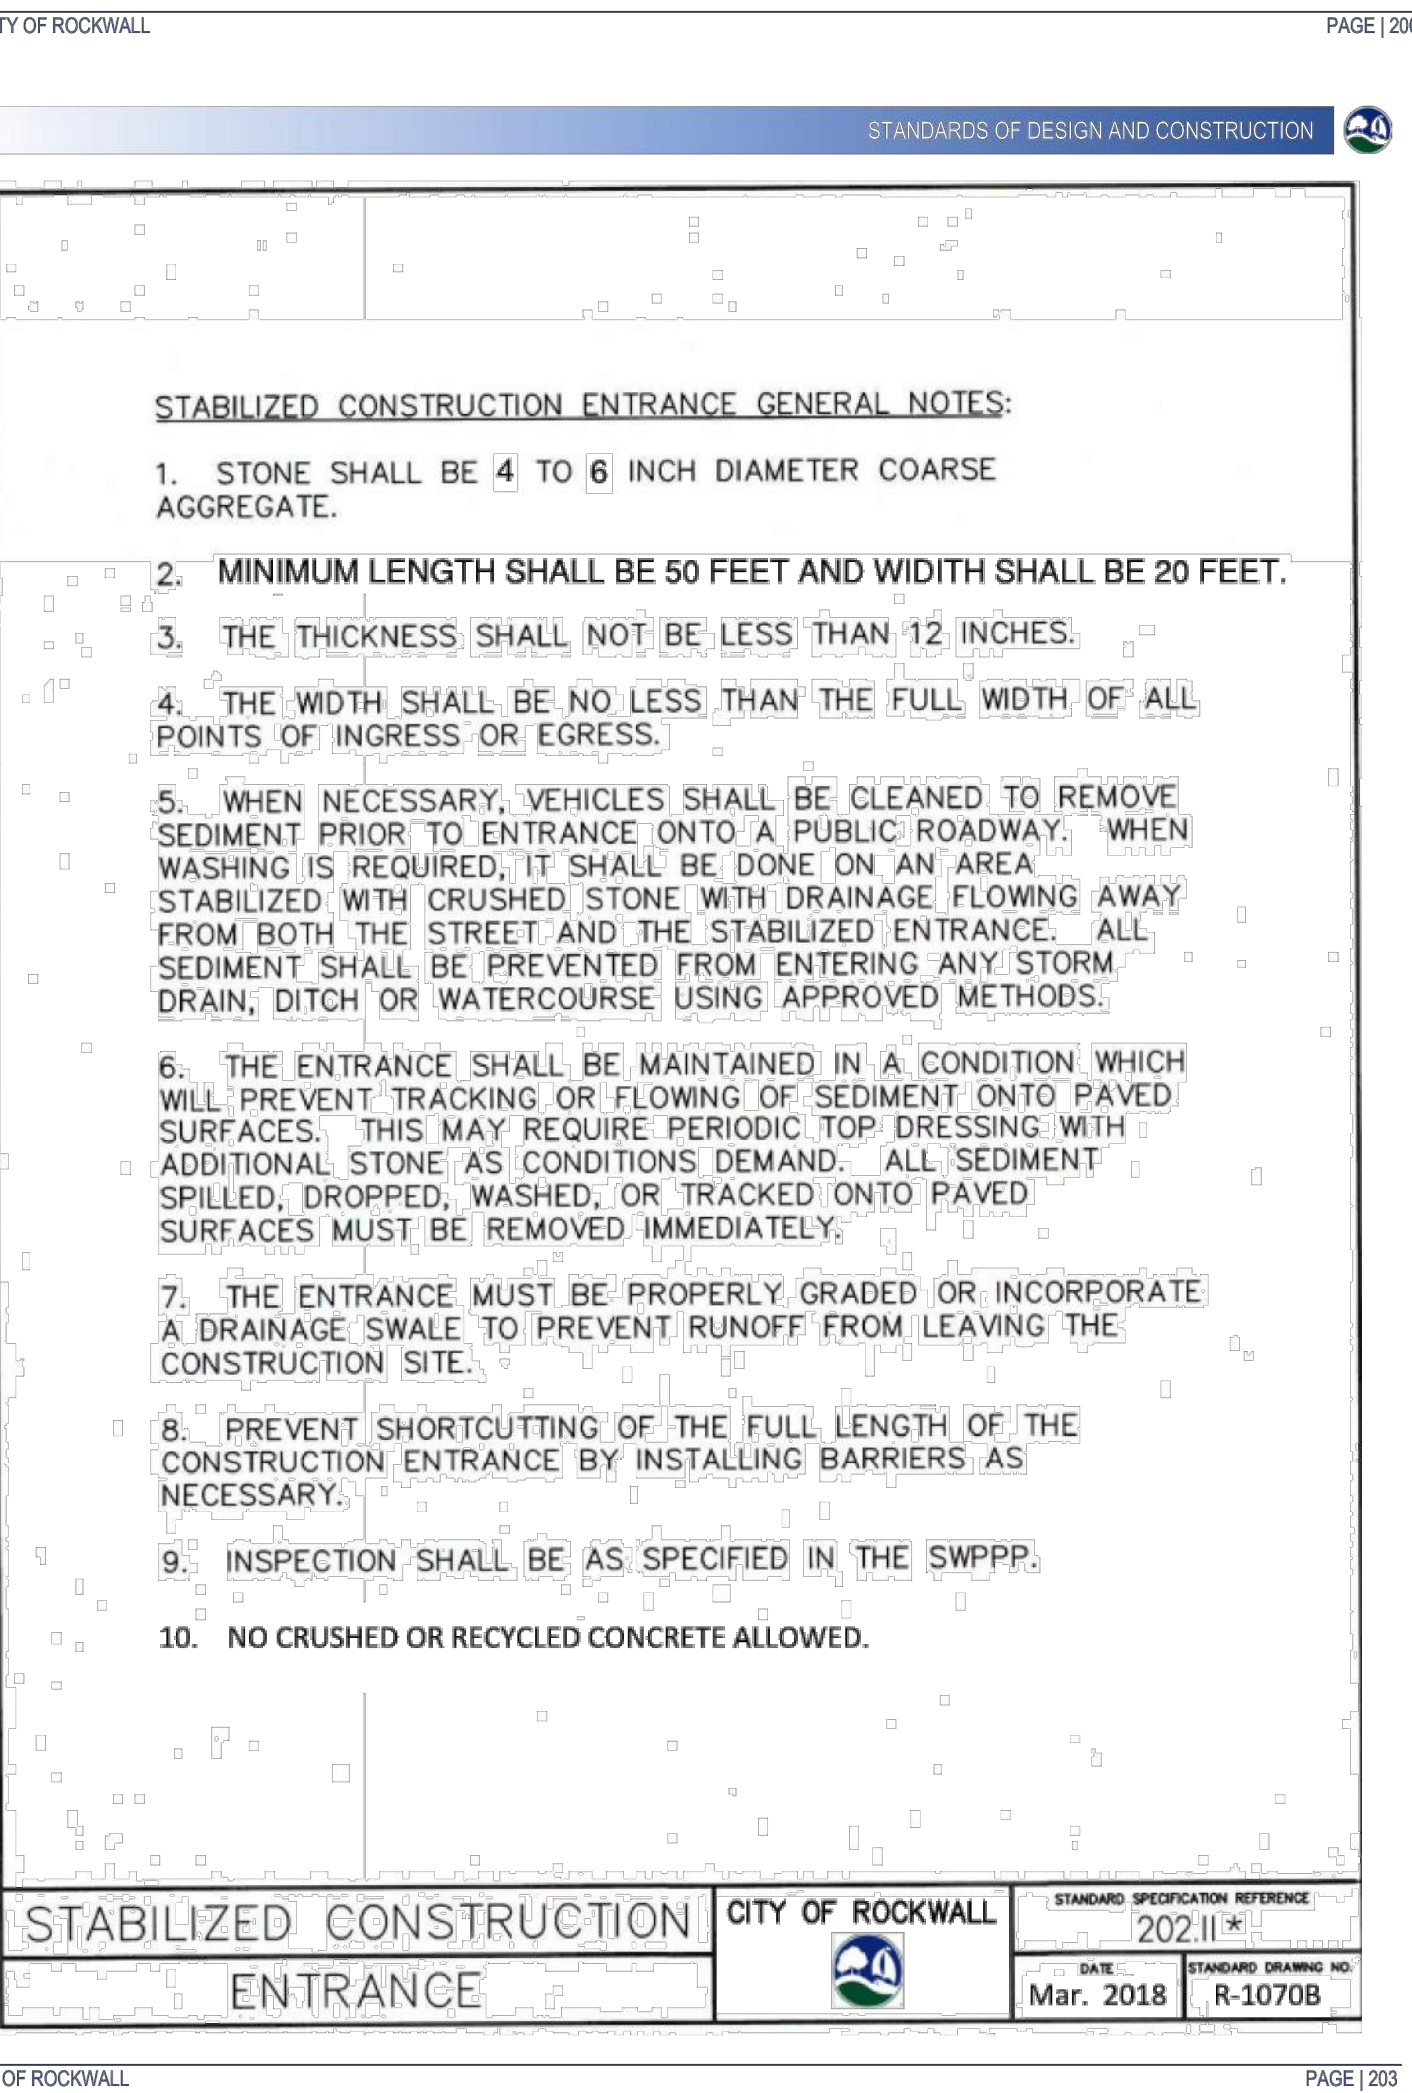 TY OF ROCKWALL
PAGE | 200
STANDARDS OF DESIGN AND CONSTRUCTION
STABILIZED CONSTRUCTION ENTRANCE GENERAL NOTES:
1. STONE SHALL BE 4 TO 6 INCH DIAMETER COARSE
AGGREGATE.
2. MINIMUM LENGTH SHALL BE 50 FEET AND WIDITH SHALL BE 20 FEET.
3. THE THICKNESS SHALL NOT BE LESS THAN 12 INCHES.
4. THE WIDTH SHALL BE NO LESS THAN THE FULL WIDTH OF ALL
POINTS OF INGRESS OR EGRESS.
5. WHEN NECESSARY, VEHICLES SHALL BE CLEANED TO REMOVE
SEDIMENT PRIOR TO ENTRANCE ONTO A PUBLIC ROADWAY. WHEN
WASHING IS REQUIRED, IT SHALL BE DONE ON AN AREA
STABILIZED WITH CRUSHED STONE WITH DRAINAGE FLOWING AWAY
FROM BOTH THE STREET AND THE STABILIZED ENTRANCE. ALL
SEDIMENT SHALL BE PREVENTED FROM ENTERING ANY STORM
DRAIN, DITCH OR WATERCOURSE USING APPROVED METHODS.
6. THE ENTRANCE SHALL BE MAINTAINED IN A CONDITION WHICH
WILL PREVENT TRACKING OR FLOWING OF SEDIMENT ONTO PAVED
SURFACES. THIS MAY REQUIRE PERIODIC TOP DRESSING WITH
ADDITIONAL STONE AS CONDITIONS DEMAND. ALL SEDIMENT
SPILLED, DROPPED, WASHED, OR TRACKED ONTO PAVED
SURFACES MUST BE REMOVED IMMEDIATELY.
7. THE ENTRANCE MUST BE PROPERLY GRADED OR INCORPORATE
A DRAINAGE SWALE TO PREVENT RUNOFF FROM LEAVING THE
CONSTRUCTION SITE.
8. PREVENT SHORTCUTTING OF THE FULL LENGTH OF THE
CONSTRUCTION ENTRANCE BY INSTALLING BARRIERS AS
NECESSARY.
9. INSPECTION SHALL BE AS SPECIFIED IN THE SWPPP.
10. NO CRUSHED OR RECYCLED CONCRETE ALLOWED.
STABILIZED CONSTRUCTION
ENTRANCE
CITY OF ROCKWALL
STANDARD SPECIFICATION REFERENCE
202.II*
DATE
Mar. 2018
STANDARD DRAWING NO.
R-1070B
OF ROCKWALL
PAGE | 203